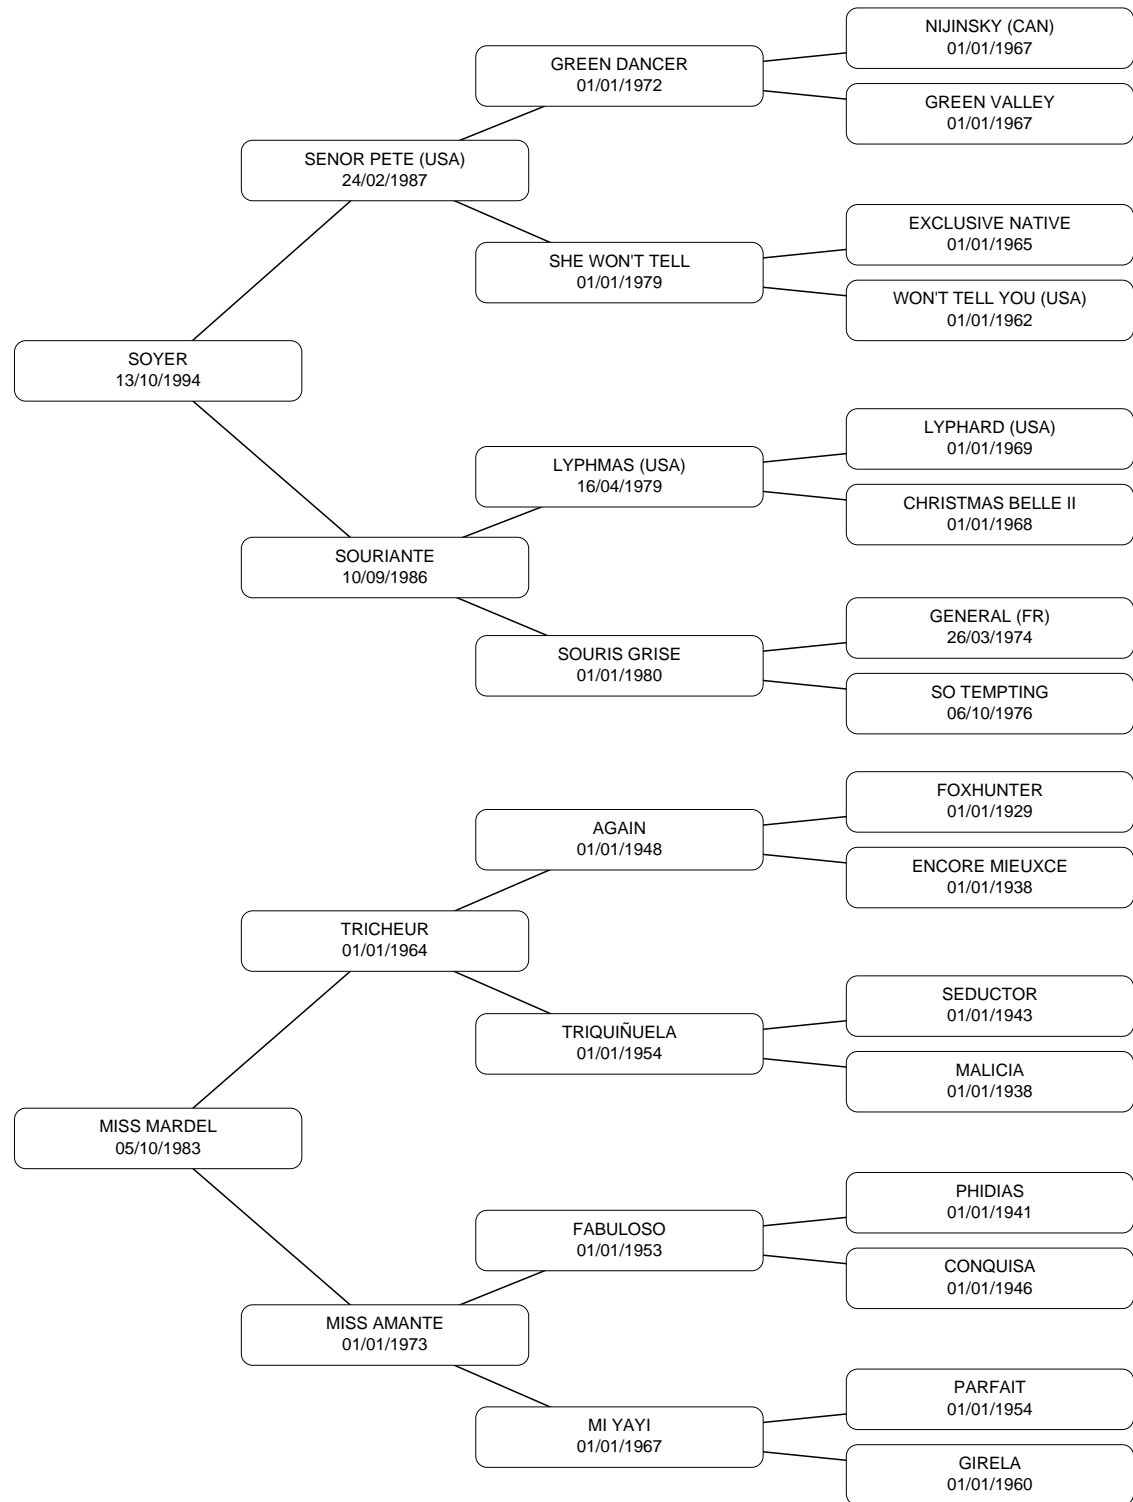 NIJINSKY (CAN)
01/01/1967
GREEN DANCER
01/01/1972
GREEN VALLEY
01/01/1967
SENOR PETE (USA)
24/02/1987
EXCLUSIVE NATIVE
01/01/1965
SHE WON'T TELL
01/01/1979
WON'T TELL YOU (USA)
01/01/1962
SOYER
13/10/1994
LYPHARD (USA)
01/01/1969
LYPHMAS (USA)
16/04/1979
CHRISTMAS BELLE II
01/01/1968
SOURIANTE
10/09/1986
GENERAL (FR)
26/03/1974
SOURIS GRISE
01/01/1980
SO TEMPTING
06/10/1976
FOXHUNTER
01/01/1929
AGAIN
01/01/1948
ENCORE MIEUXCE
01/01/1938
TRICHEUR
01/01/1964
SEDUCTOR
01/01/1943
TRIQUIÑUELA
01/01/1954
MALICIA
01/01/1938
MISS MARDEL
05/10/1983
PHIDIAS
01/01/1941
FABULOSO
01/01/1953
CONQUISA
01/01/1946
MISS AMANTE
01/01/1973
PARFAIT
01/01/1954
MI YAYI
01/01/1967
GIRELA
01/01/1960